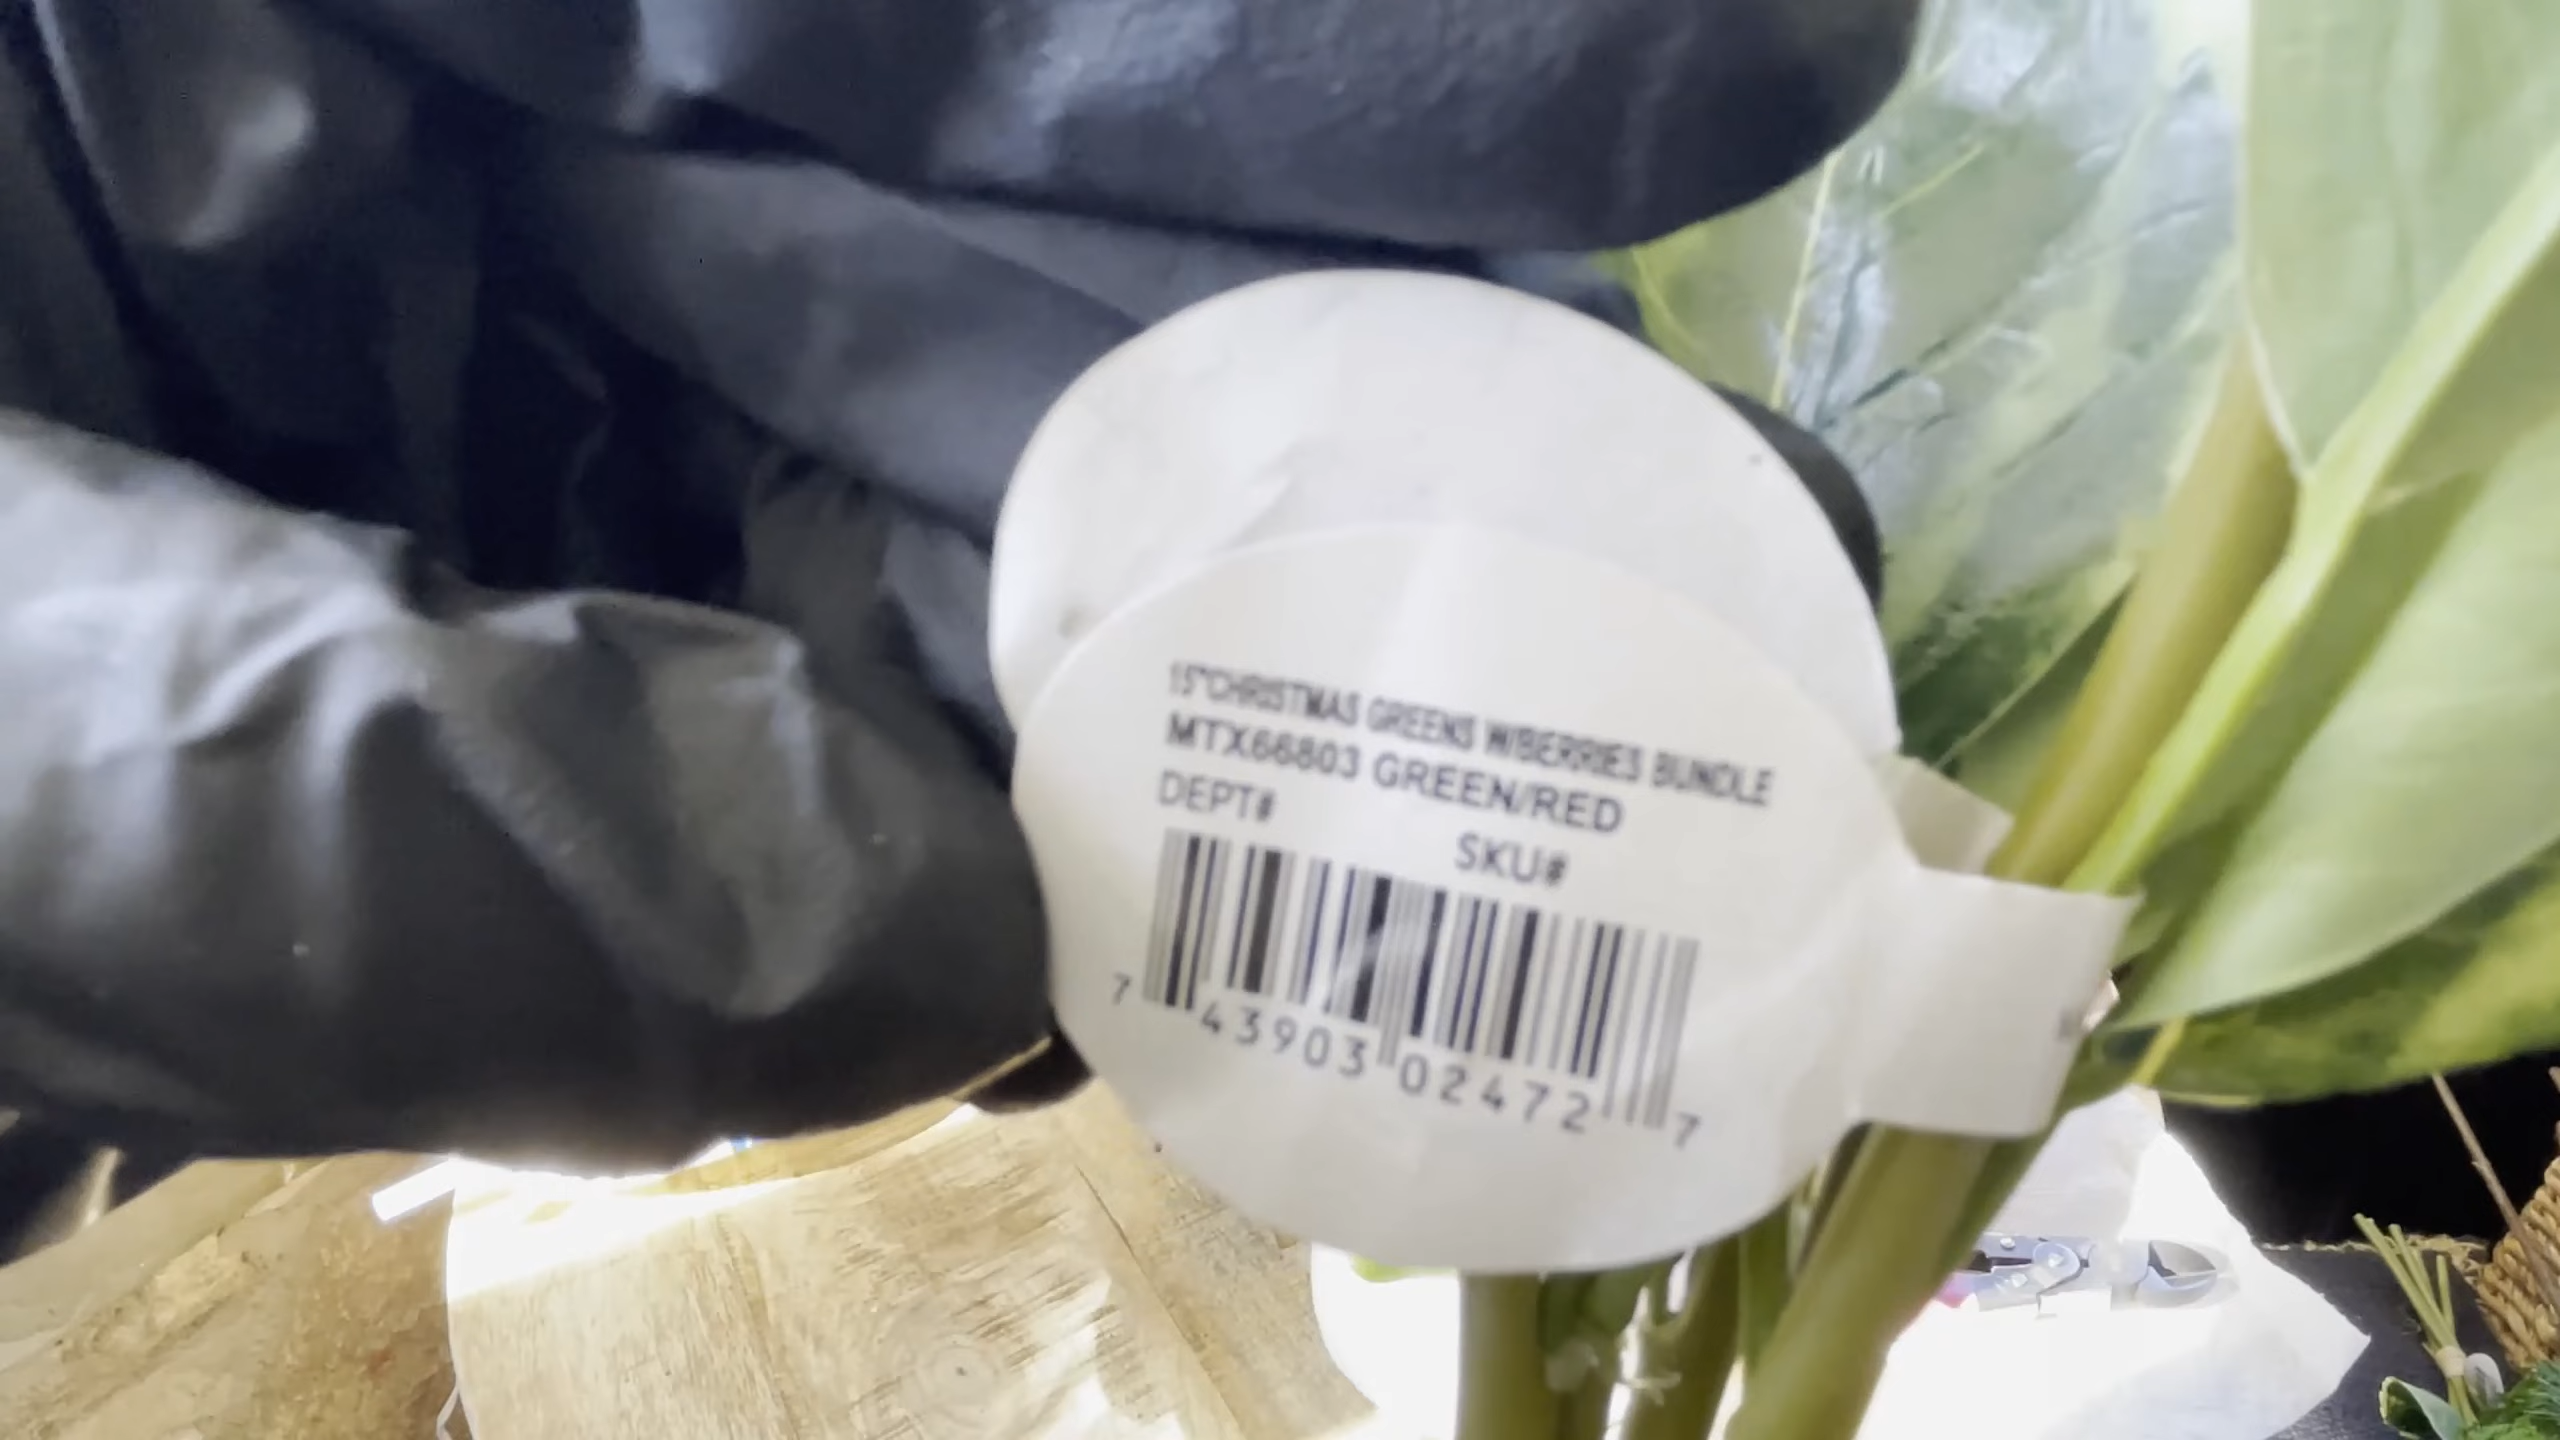 15"CHRISTMAS GREENS W/BERRIES BUNDLE
MTX66803 GREEN/RED
DEPT#
SKU#
7 43903 02472 7